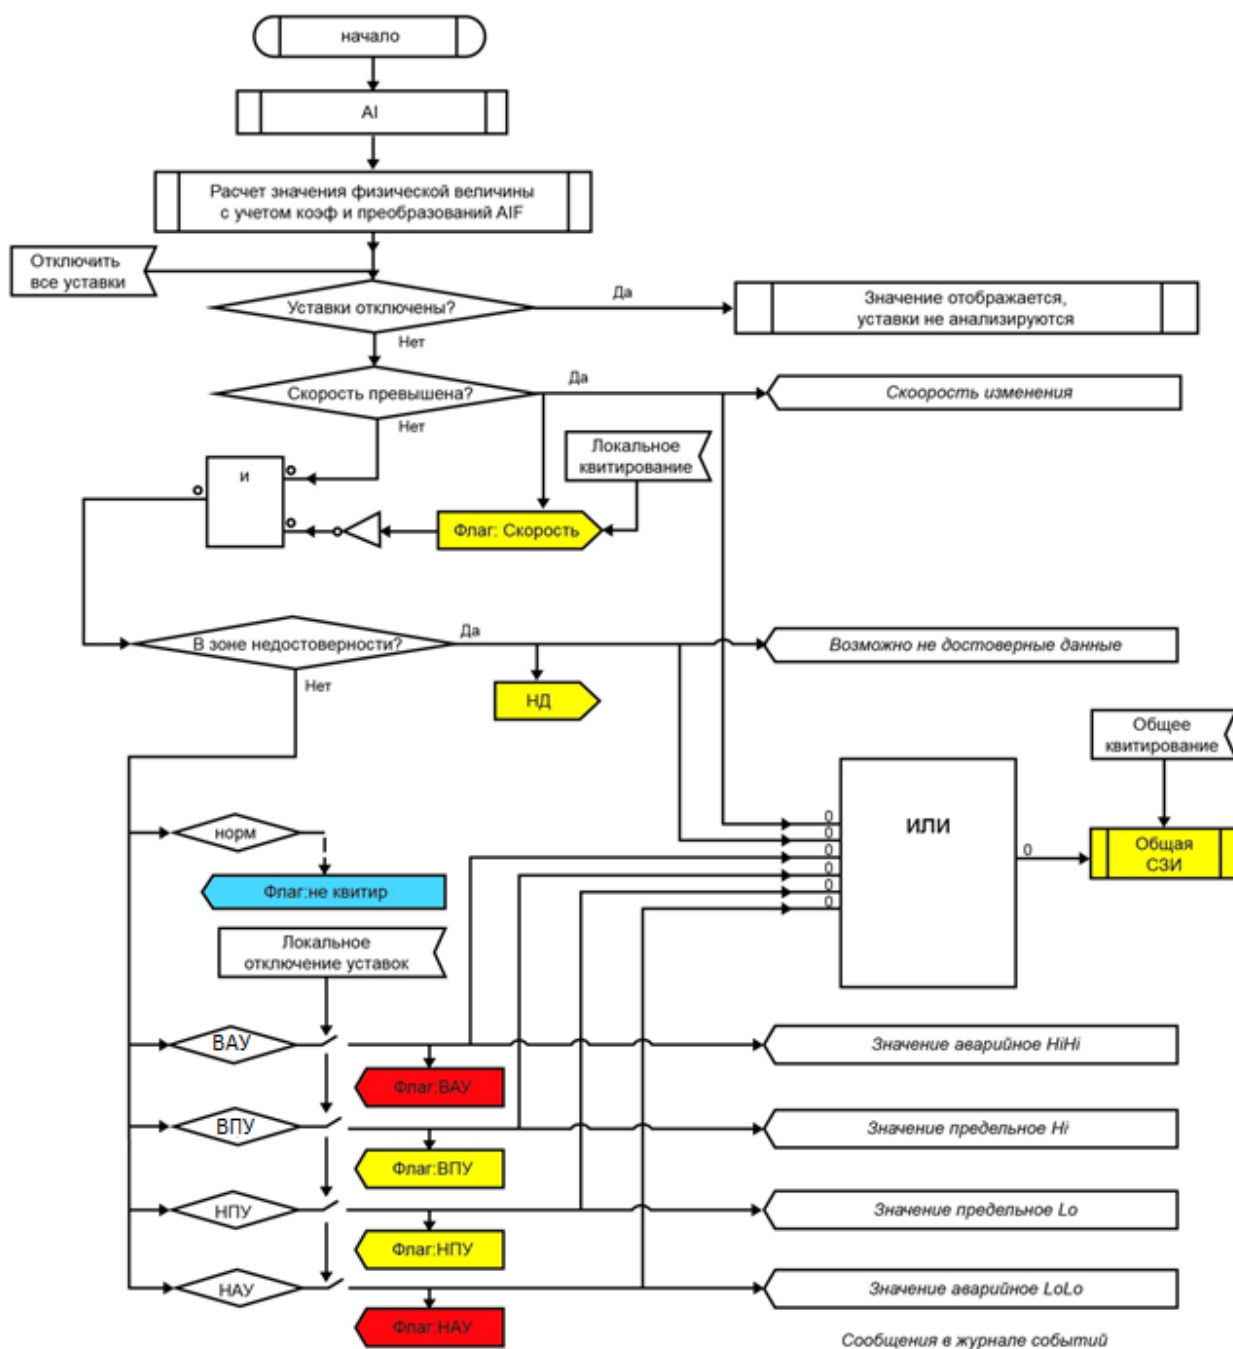 начало
AI
Расчет значения физической величины
с учетом коэф и преобразований AIF
Отключить
все уставки
Уставки отключены?
Да
Значение отображается,
уставки не анализируются
Нет
Скорость превышена?
Да
Скоорость изменения
Нет
Локальное
квитирование
и
Флаг: Скорость
В зоне недостоверности?
Да
Возможно не достоверные данные
Нет
НД
Общее
квитирование
норм
0
0
0
0
0
0
ИЛИ
0
Общая
СЗИ
Флаг:не квитир
Локальное
отключение уставок
ВАУ
Значение аварийное HiHi
Флаг:ВАУ
ВПУ
Значение предельное Hi
Флаг:ВПУ
НПУ
Значение предельное Lo
Флаг:НПУ
НАУ
Значение аварийное LoLo
Флаг:НАУ
Сообщения в журнале событий